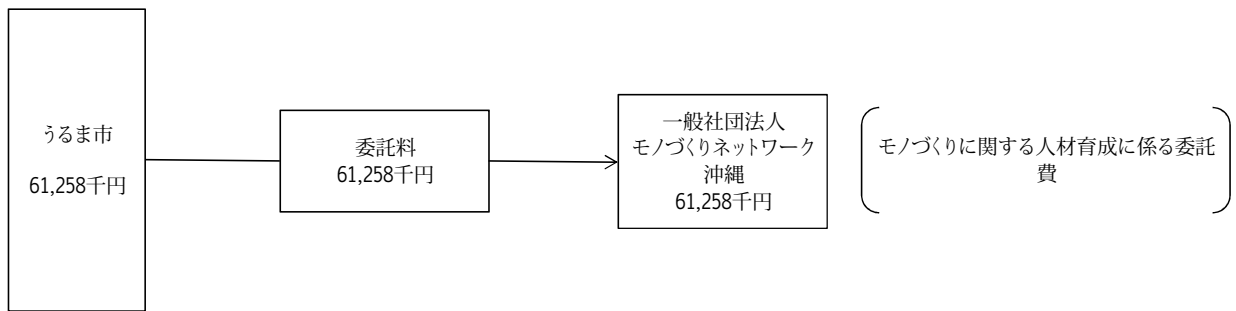 うるま市
61,258千円
委託料
61,258千円
一般社団法人
モノづくりネットワーク
沖縄
61,258千円
モノづくりに関する人材育成に係る委託
費